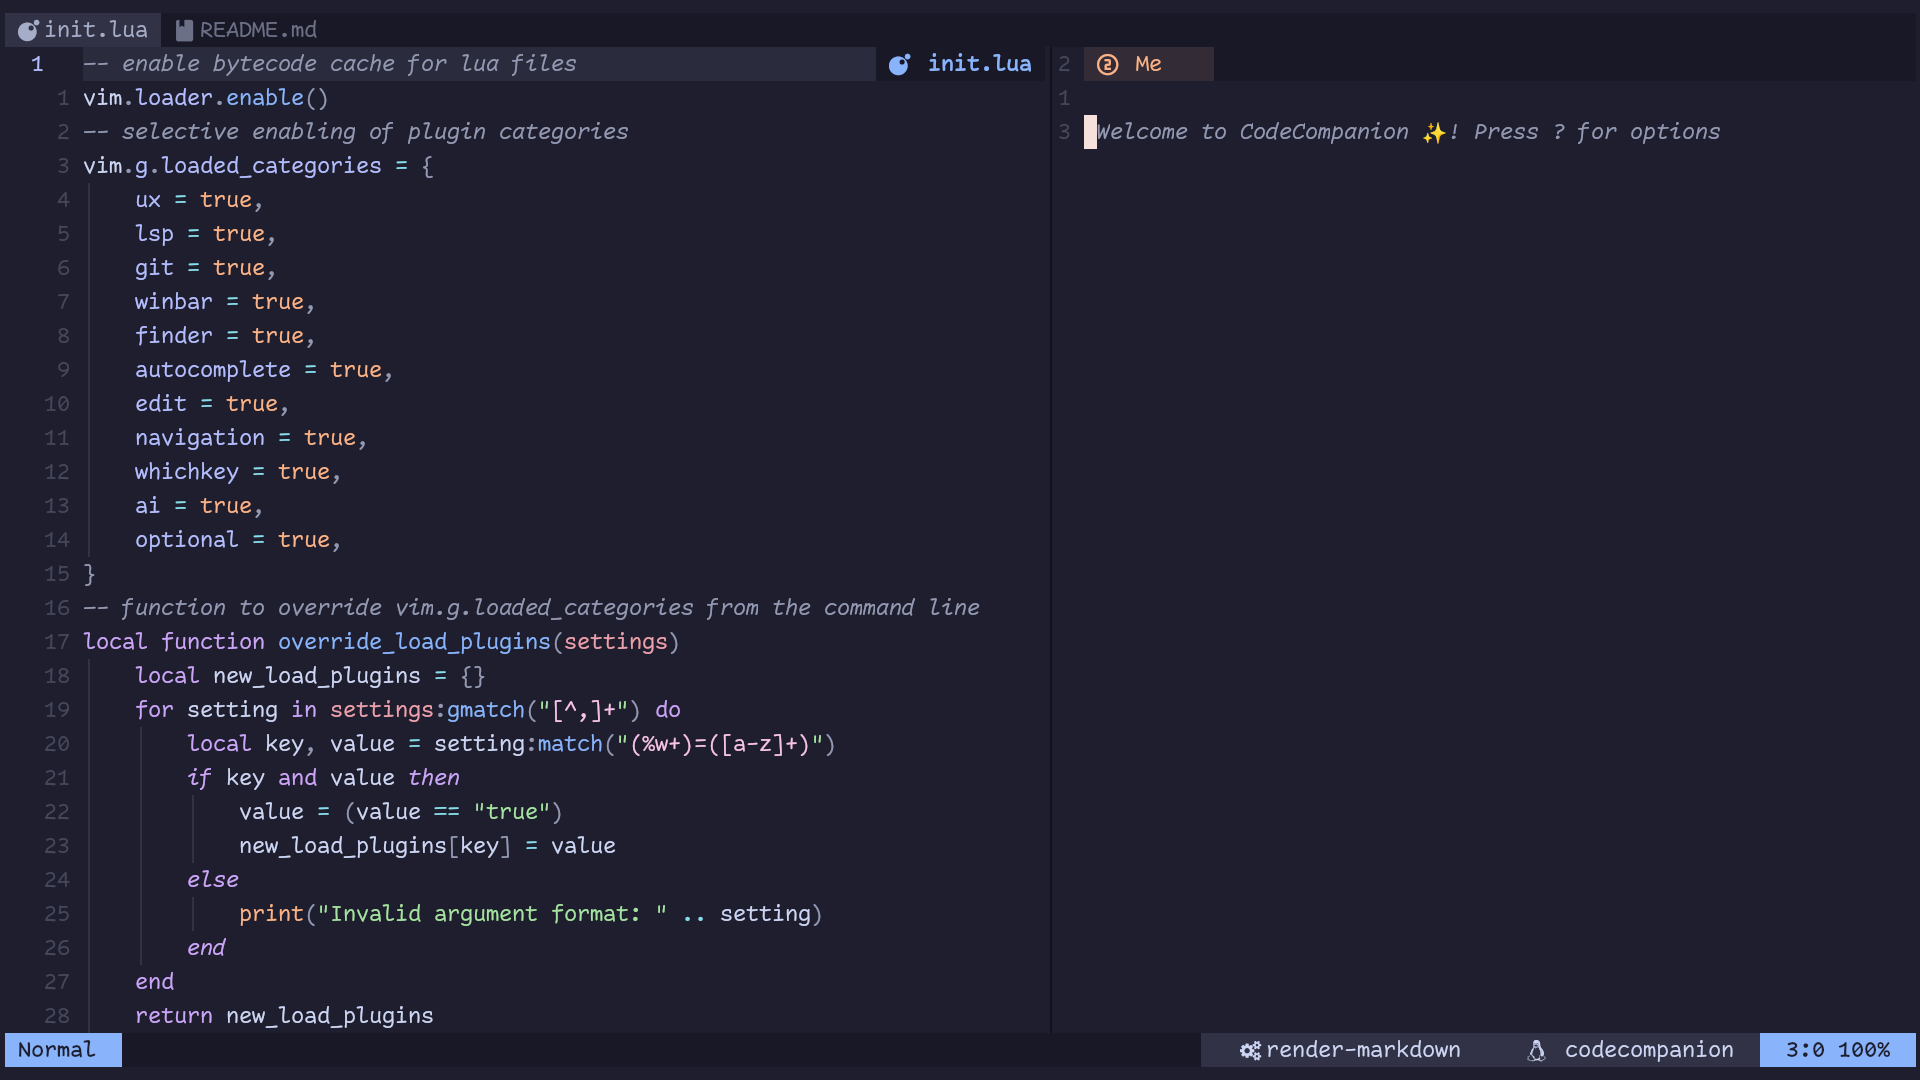 init.lua README.md
1 -- enable bytecode cache for lua files init.lua
1 vim.loader.enable()
2 -- selective enabling of plugin categories
3 vim.g.loaded_categories = {
4     ux = true,
5     lsp = true,
6     git = true,
7     winbar = true,
8     finder = true,
9     autocomplete = true,
10     edit = true,
11     navigation = true,
12     whichkey = true,
13     ai = true,
14     optional = true,
15 }
16 -- function to override vim.g.loaded_categories from the command line
17 local function override_load_plugins(settings)
18     local new_load_plugins = {}
19     for setting in settings:gmatch("[^,]+") do
20         local key, value = setting:match("(%w+)=([a-z]+)")
21         if key and value then
22             value = (value == "true")
23             new_load_plugins[key] = value
24         else
25             print("Invalid argument format: " .. setting)
26         end
27     end
28     return new_load_plugins
2 ② Me
1
3 Welcome to CodeCompanion ✨! Press ? for options
Normal render-markdown codecompanion 3:0 100%